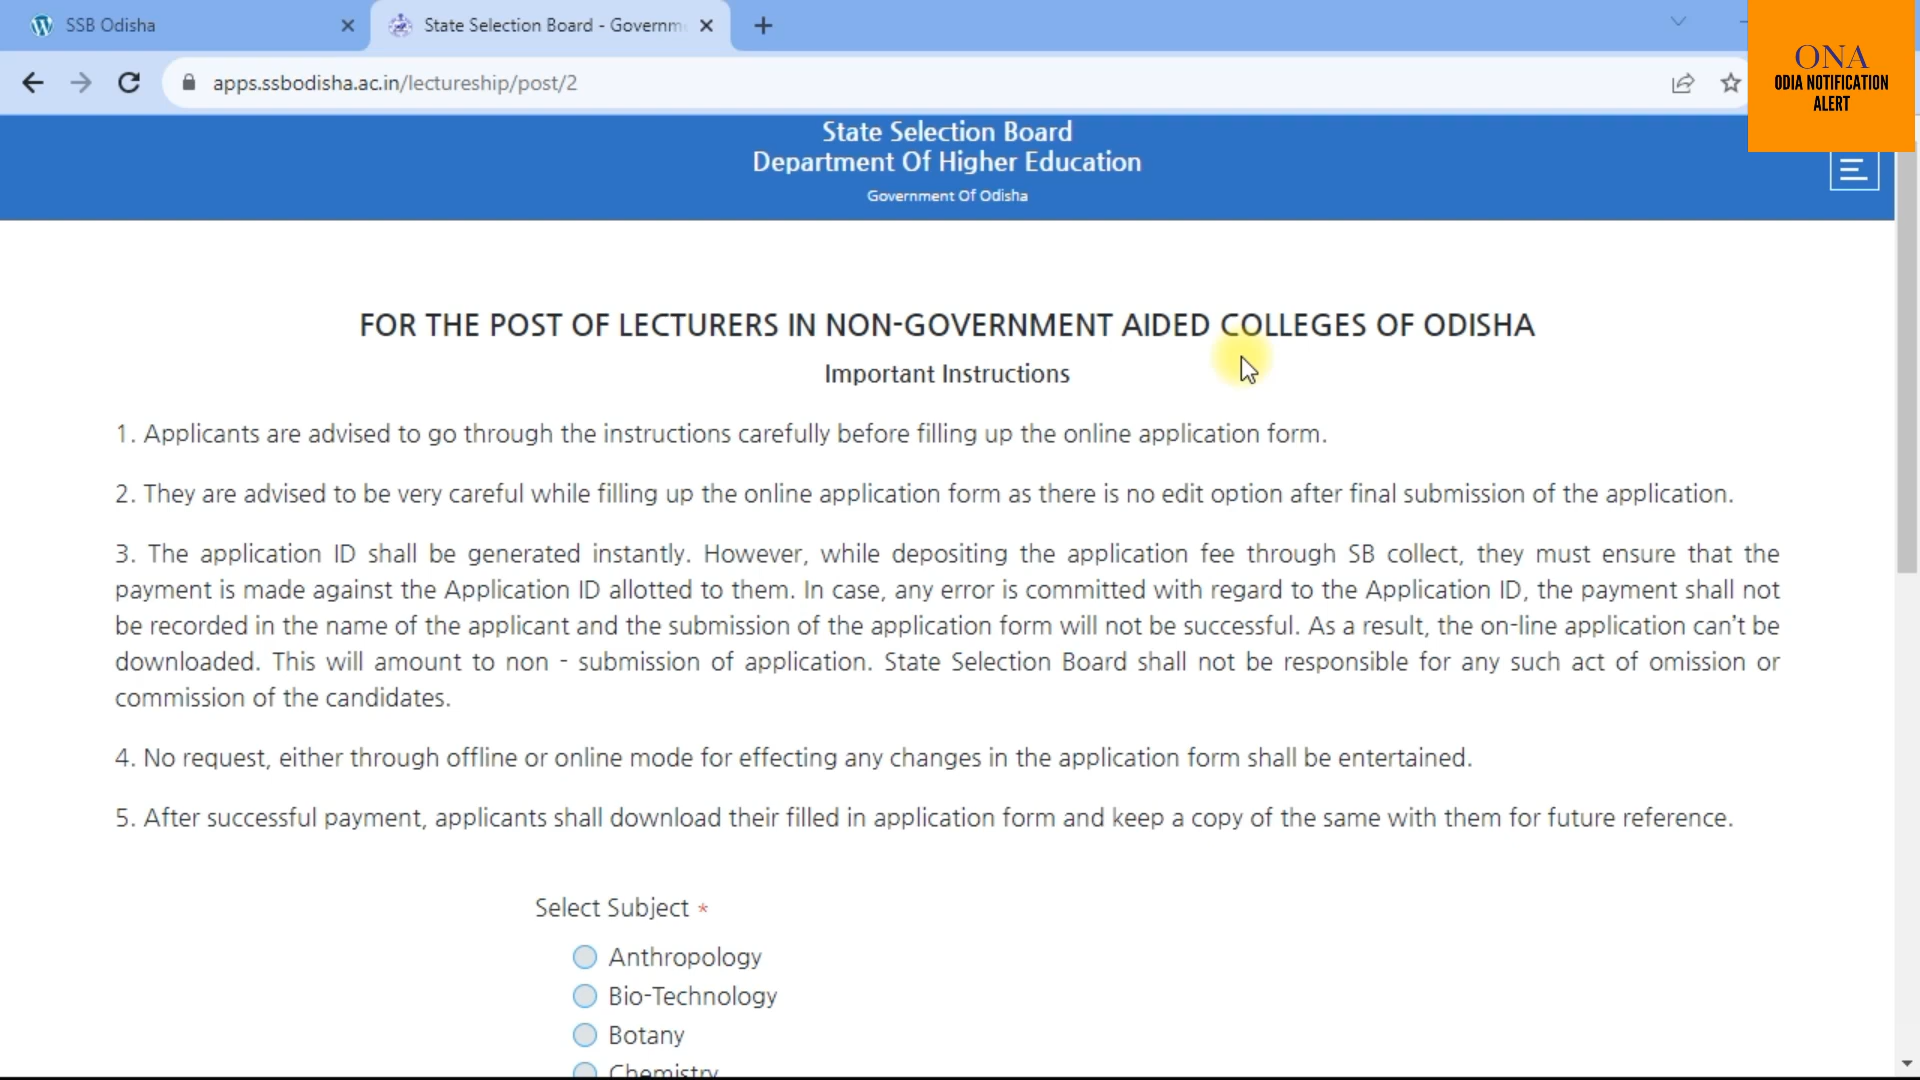 SSB Odisha
State Selection Board - Governm
apps.ssbodisha.ac.in/lectureship/post/2
ONA
ODIA NOTIFICATION
ALERT
State Selection Board
Department Of Higher Education
Government Of Odisha
FOR THE POST OF LECTURERS IN NON-GOVERNMENT AIDED COLLEGES OF ODISHA
Important Instructions
1. Applicants are advised to go through the instructions carefully before filling up the online application form.
2. They are advised to be very careful while filling up the online application form as there is no edit option after final submission of the application.
3. The application ID shall be generated instantly. However, while depositing the application fee through SB collect, they must ensure that the
payment is made against the Application ID allotted to them. In case, any error is committed with regard to the Application ID, the payment shall not
be recorded in the name of the applicant and the submission of the application form will not be successful. As a result, the on-line application can't be
downloaded. This will amount to non - submission of application. State Selection Board shall not be responsible for any such act of omission or
commission of the candidates.
4. No request, either through offline or online mode for effecting any changes in the application form shall be entertained.
5. After successful payment, applicants shall download their filled in application form and keep a copy of the same with them for future reference.
Select Subject *
Anthropology
Bio-Technology
Botany
Chemistry